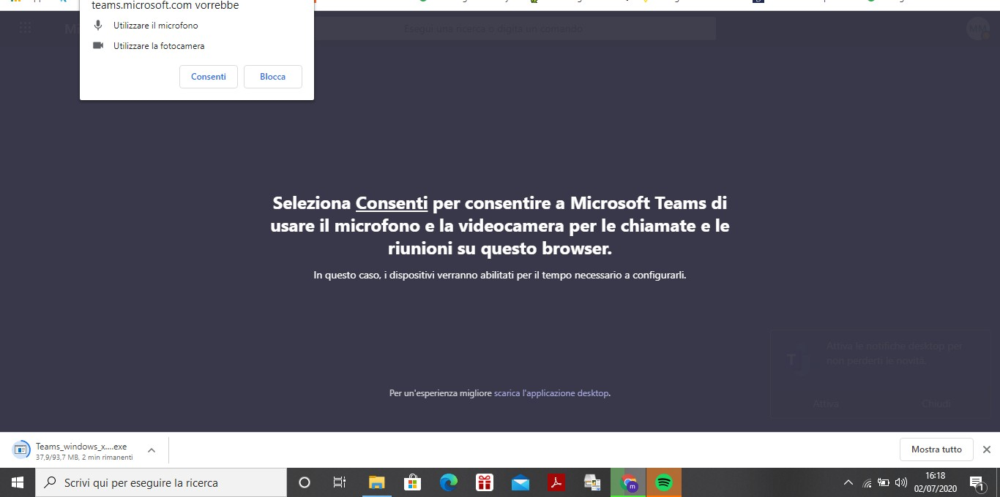 teams.microsoft.com vorrebbe
Utilizzare il microfono
Utilizzare la fotocamera
Consenti
Blocca
Esegui una ricerca o digita un comando
MM
Seleziona Consenti per consentire a Microsoft Teams di
usare il microfono e la videocamera per le chiamate e le
riunioni su questo browser.
In questo caso, i dispositivi verranno abilitati per il tempo necessario a configurarli.
Attiva le notifiche desktop per
non perderti le novità.
T
Attiva
Chiudi
Per un'esperienza migliore scarica l'applicazione desktop.
Teams_windows_x....exe
37,9/93,7 MB, 2 min rimanenti
Mostra tutto
Scrivi qui per eseguire la ricerca
m
16:18
02/07/2020
1